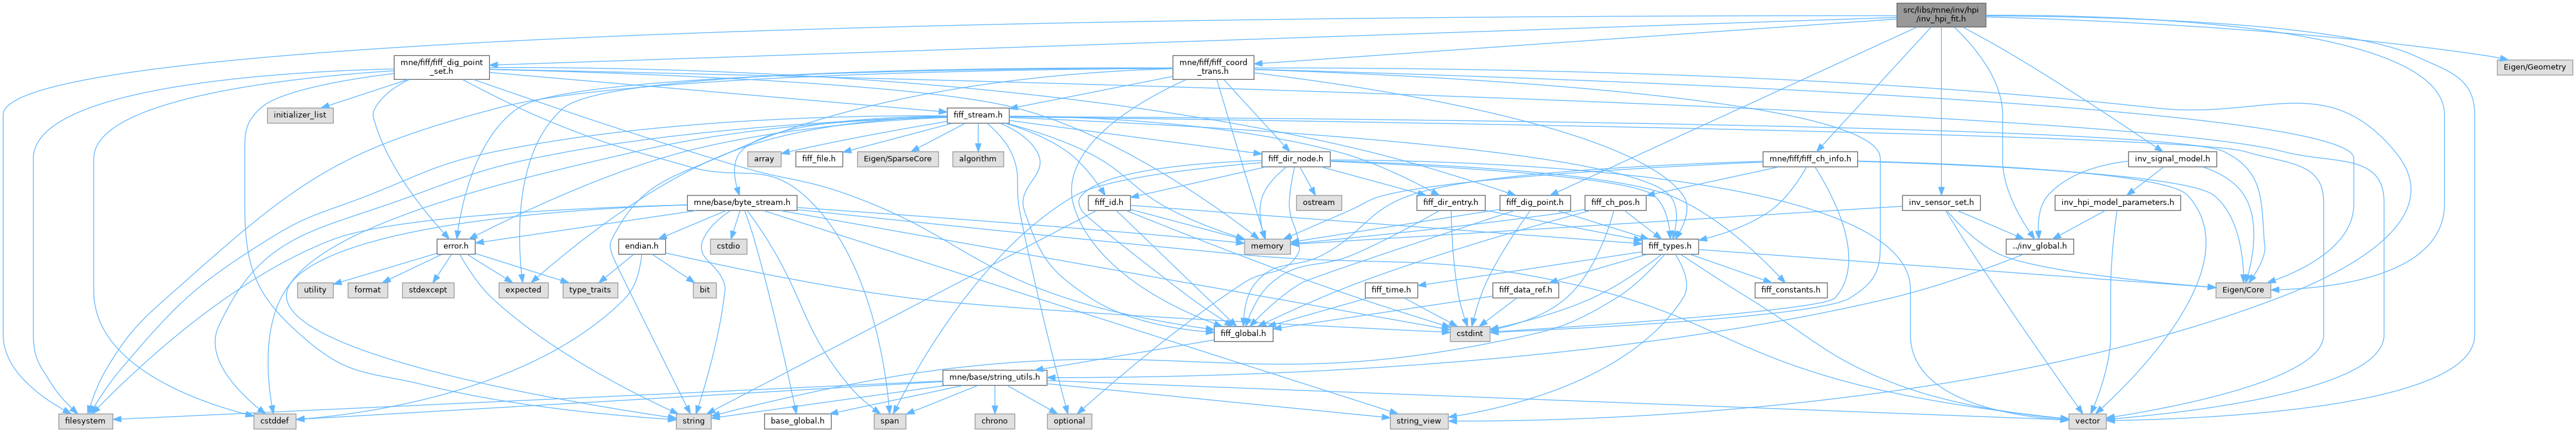 src/libs/mne/inv/hpi
/inv_hpi_fit.h
mne/fiff/fiff_dig_point
_set.h
mne/fiff/fiff_coord
_trans.h
Eigen/Geometry
initializer_list
fiff_stream.h
array
fiff_file.h
Eigen/SparseCore
algorithm
fiff_dir_node.h
mne/fiff/fiff_ch_info.h
inv_signal_model.h
mne/base/byte_stream.h
fiff_id.h
ostream
fiff_dir_entry.h
fiff_dig_point.h
fiff_ch_pos.h
inv_sensor_set.h
inv_hpi_model_parameters.h
error.h
endian.h
cstdio
memory
fiff_types.h
../inv_global.h
utility
format
stdexcept
expected
type_traits
bit
fiff_time.h
fiff_data_ref.h
fiff_constants.h
Eigen/Core
fiff_global.h
cstdint
mne/base/string_utils.h
filesystem
cstddef
string
base_global.h
span
chrono
optional
string_view
vector